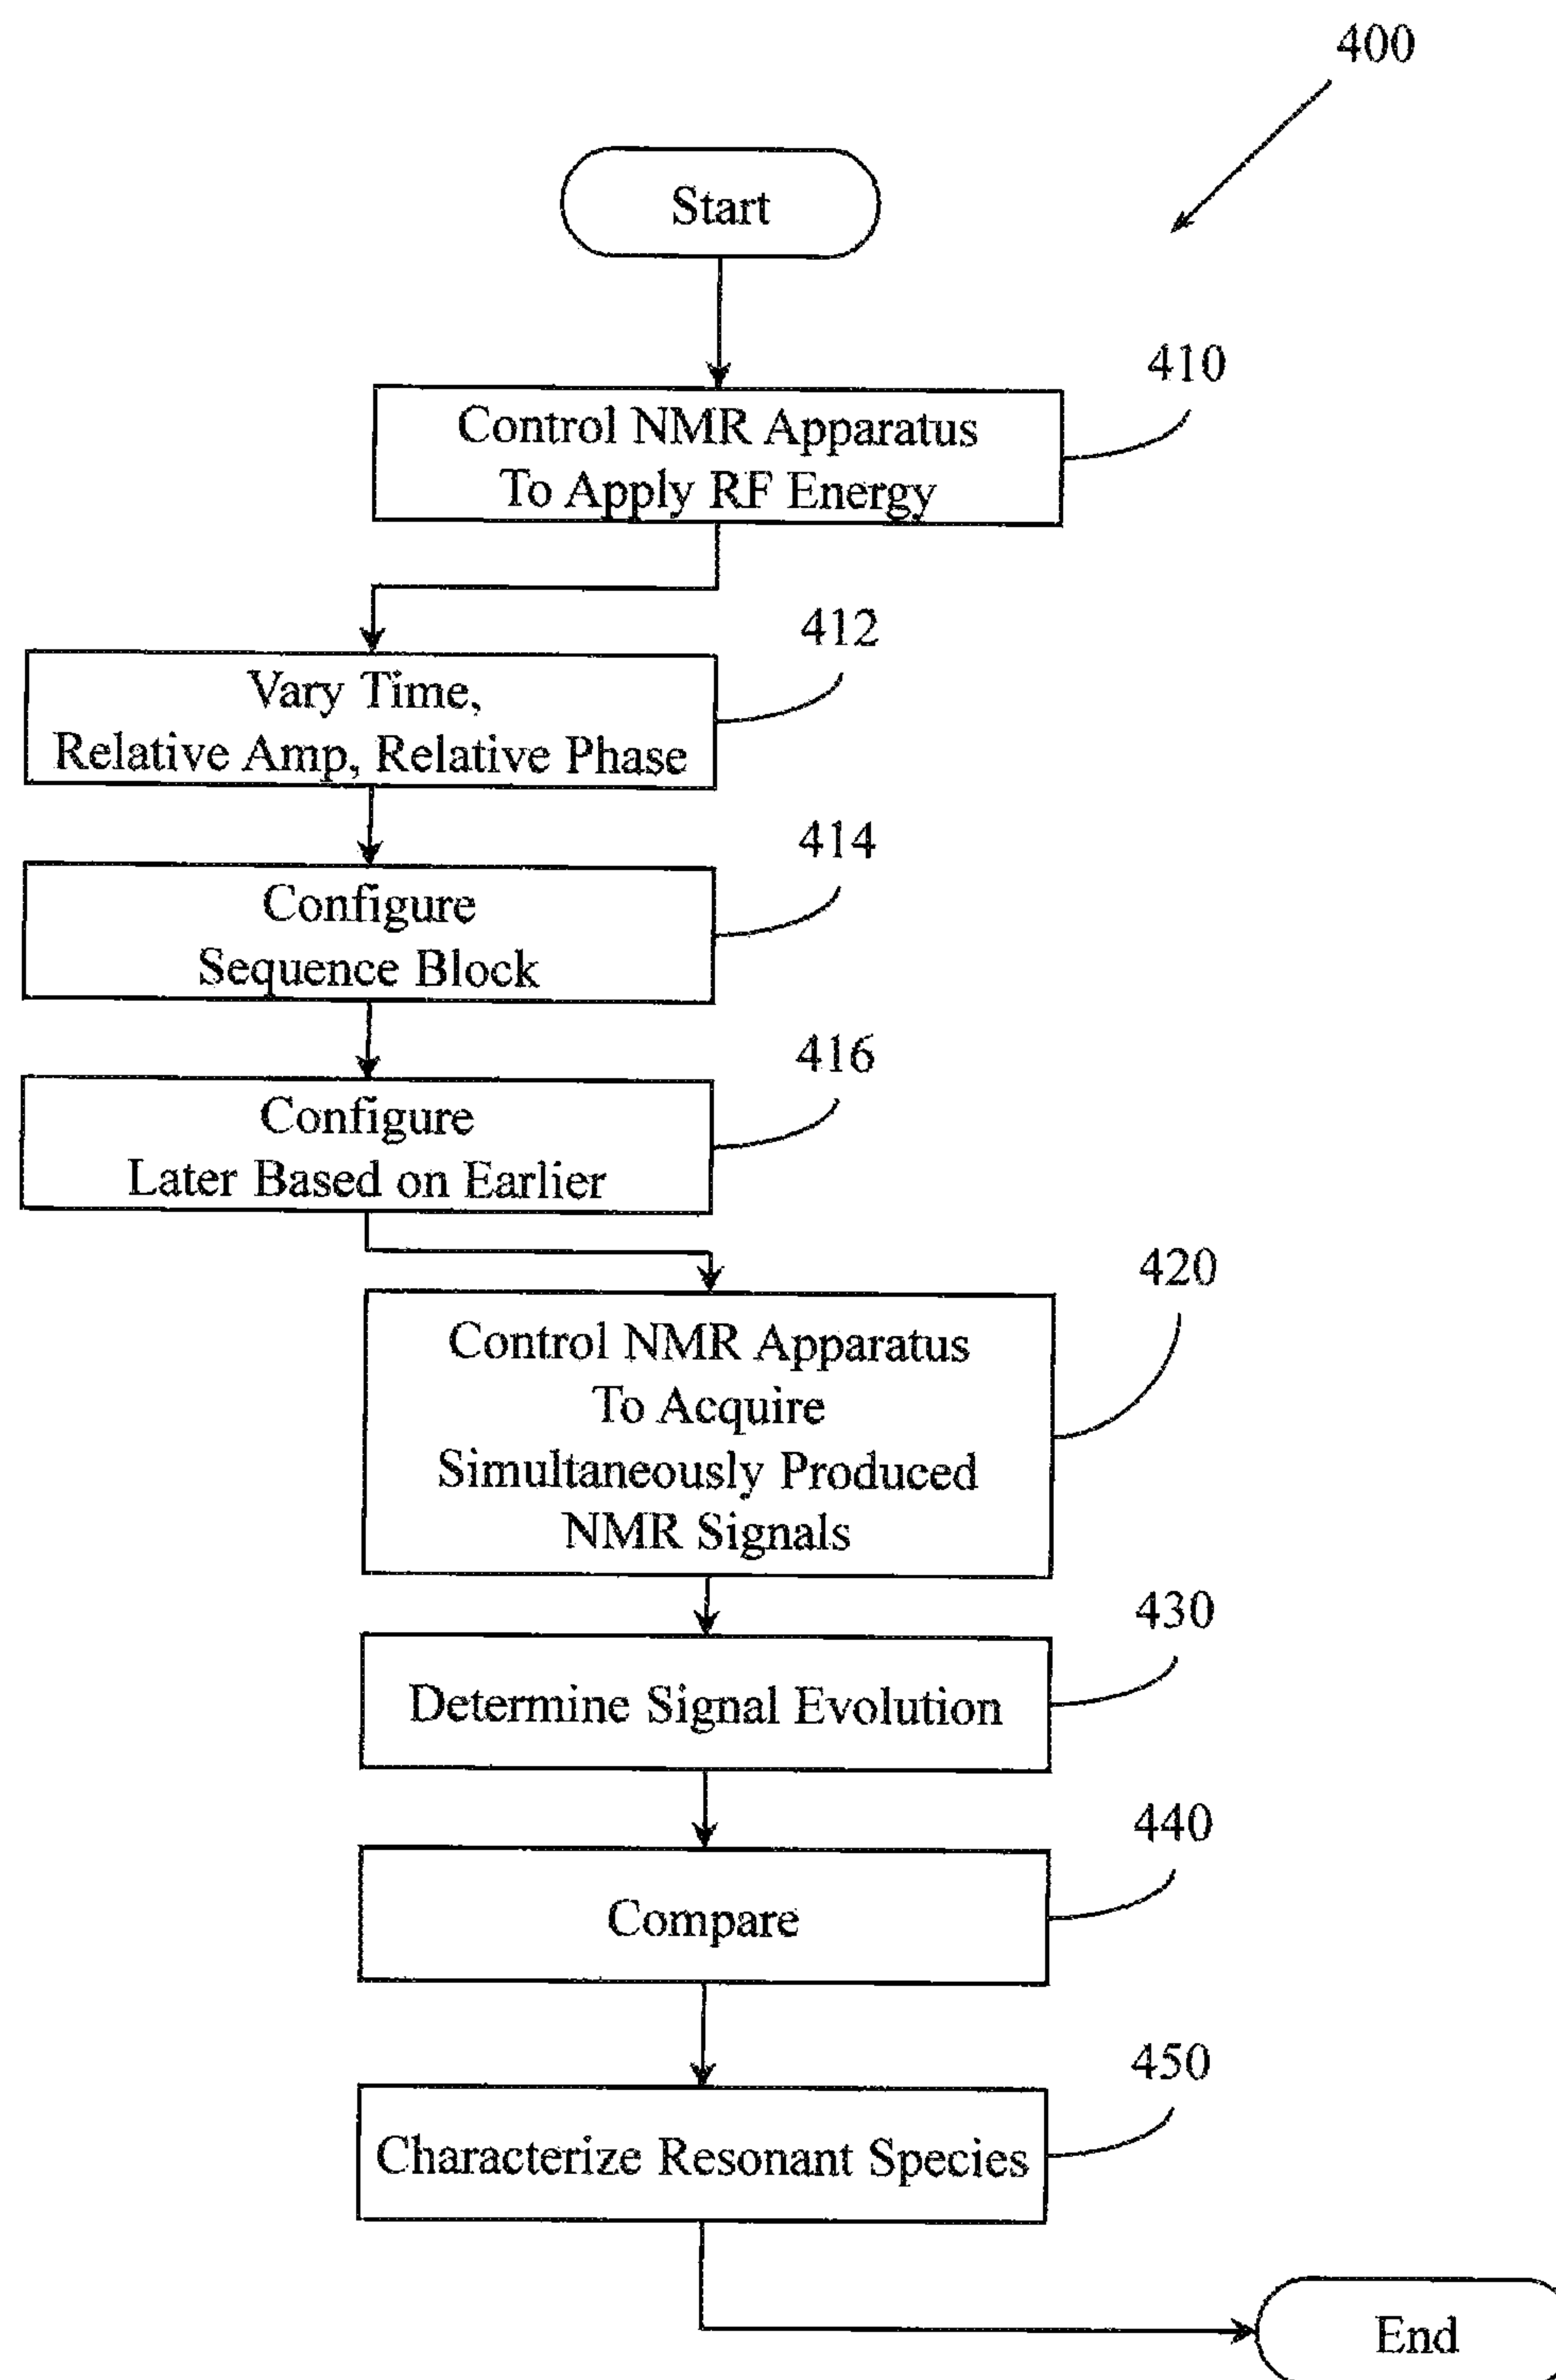 400
Start
410
Control NMR Apparatus
To Apply RF Energy
412
Vary Time,
Relative Amp, Relative Phase
414
Configure
Sequence Block
416
Configure
Later Based on Earlier
420
Control NMR Apparatus
To Acquire
Simultaneously Produced
NMR Signals
430
Determine Signal Evolution
440
Compare
450
Characterize Resonant Species
End